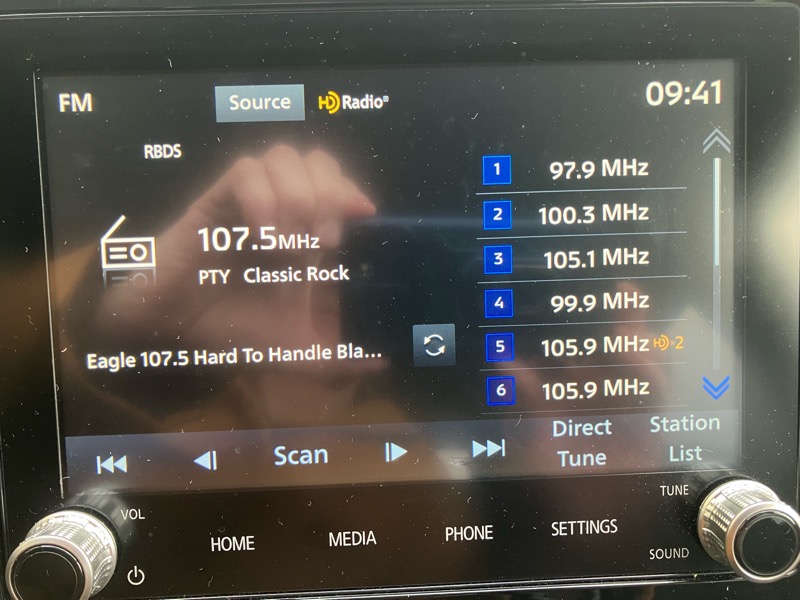 FM
Source
HD Radio®
09:41
RBDS
107.5MHz
PTY Classic Rock
Eagle 107.5 Hard To Handle Bla...
1 97.9 MHz
2 100.3 MHz
3 105.1 MHz
4 99.9 MHz
5 105.9 MHz HD 2
6 105.9 MHz
Scan
Direct
Tune
Station
List
VOL
HOME
MEDIA
PHONE
SETTINGS
TUNE
SOUND